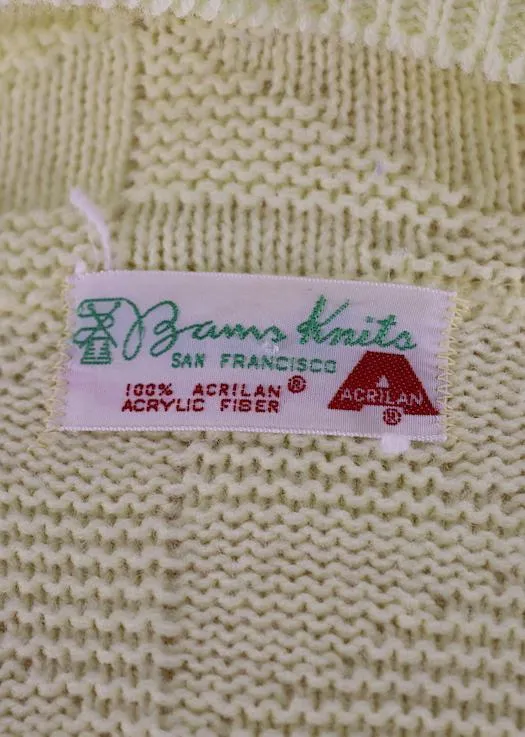 Bams Knits
SAN FRANCISCO
100% ACRILAN®
ACRYLIC FIBER
ACRILAN
®